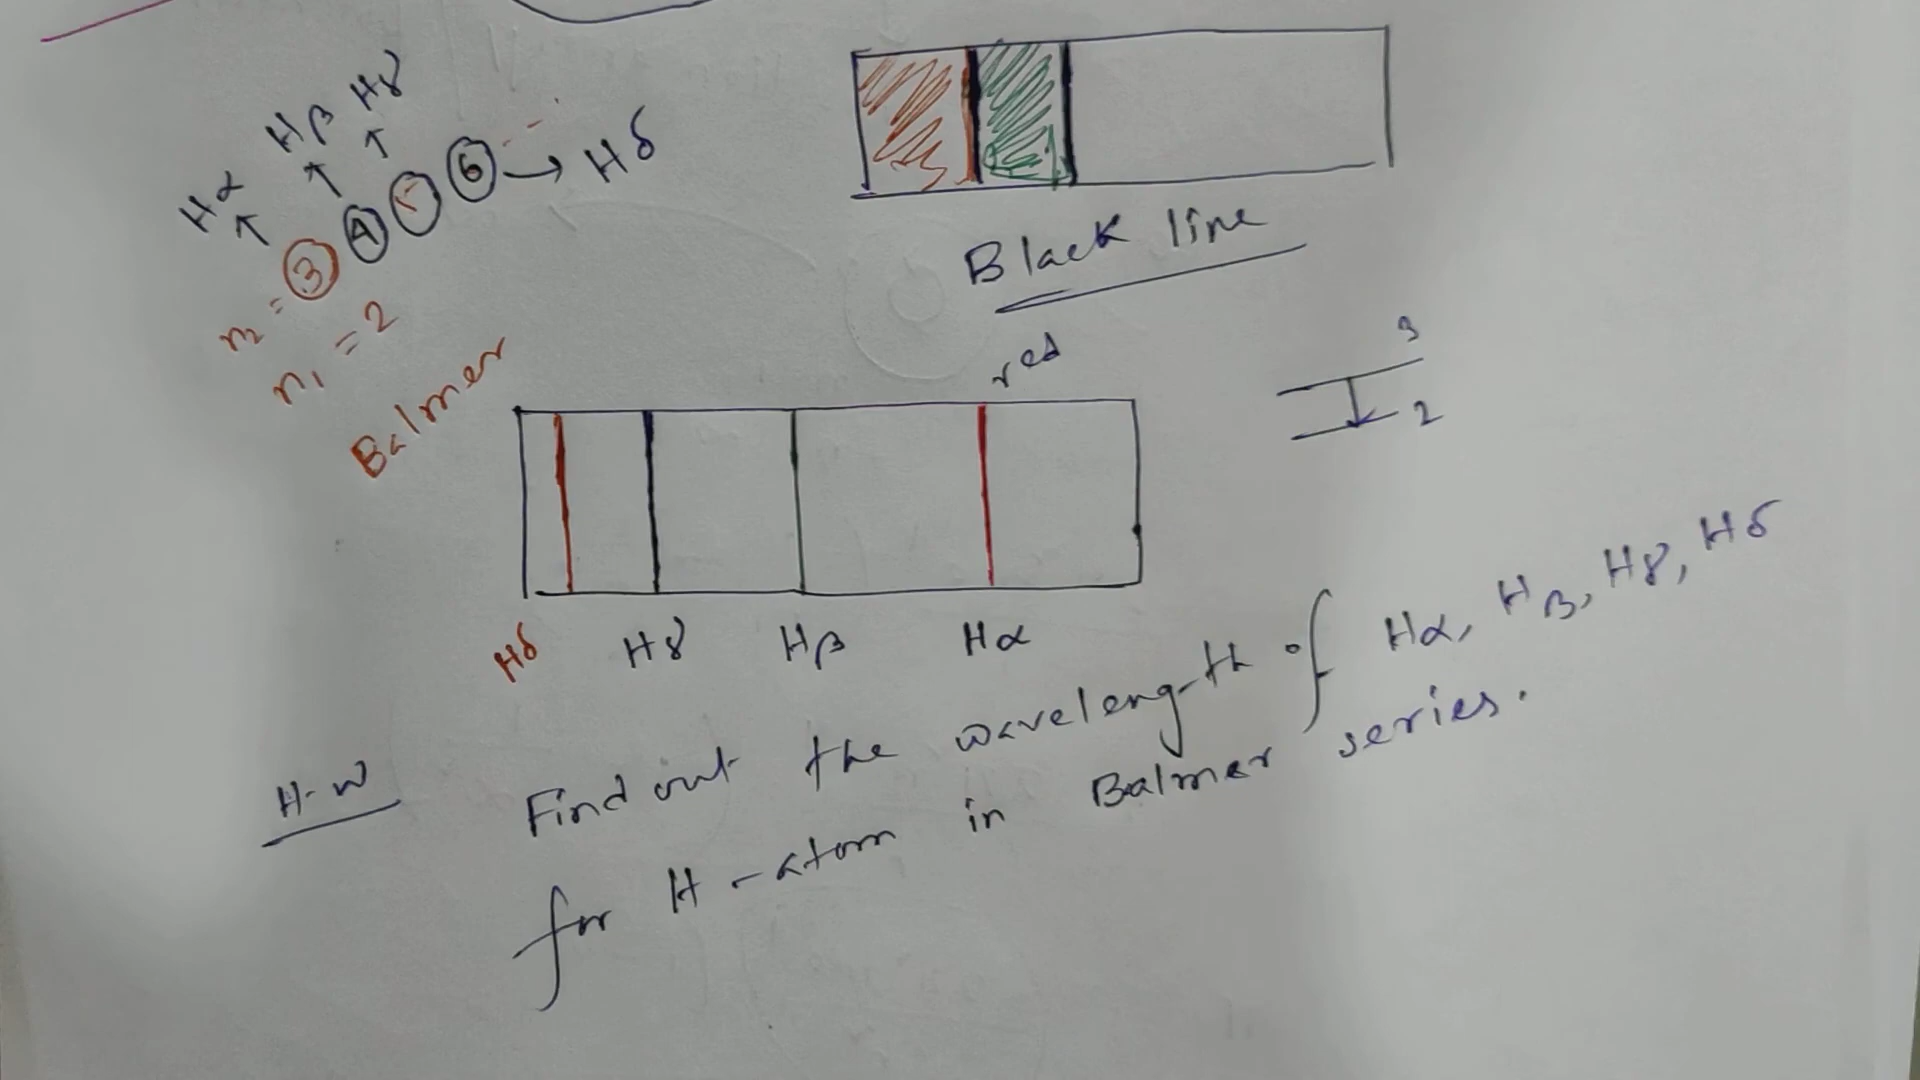 Hα Hβ Hγ
n₂ = 3 4 5 6 → Hδ
n₁ = 2
Balmer
Black line
red
3
2
Hδ Hγ Hβ Hα
H.W Find out the wavelength of Hα, Hβ, Hγ, Hδ
for H-atom in Balmer series.